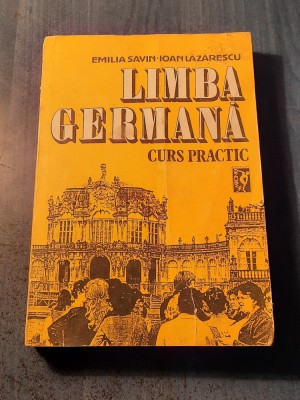 EMILIA SAVIN · IOAN LĂZĂRESCU
LIMBA
GERMANĂ
CURS PRACTIC